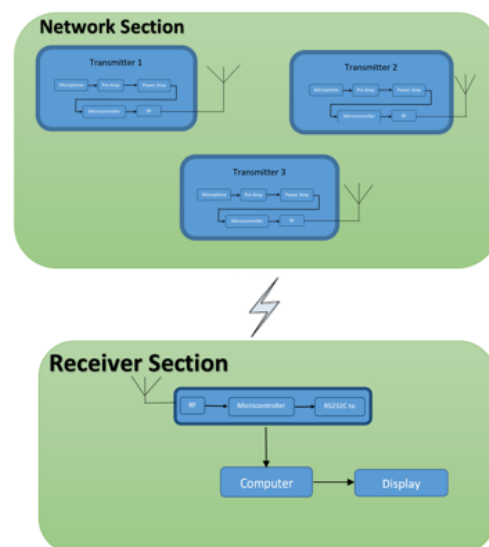 Network Section
Transmitter 1
Microphone
Pre Amp
Power Amp
Microcontroller
RF
Transmitter 2
Microphone
Pre Amp
Power Amp
Microcontroller
RF
Transmitter 3
Microphone
Pre Amp
Power Amp
Microcontroller
RF
Receiver Section
RF
Microcontroller
RS232C to
Computer
Display